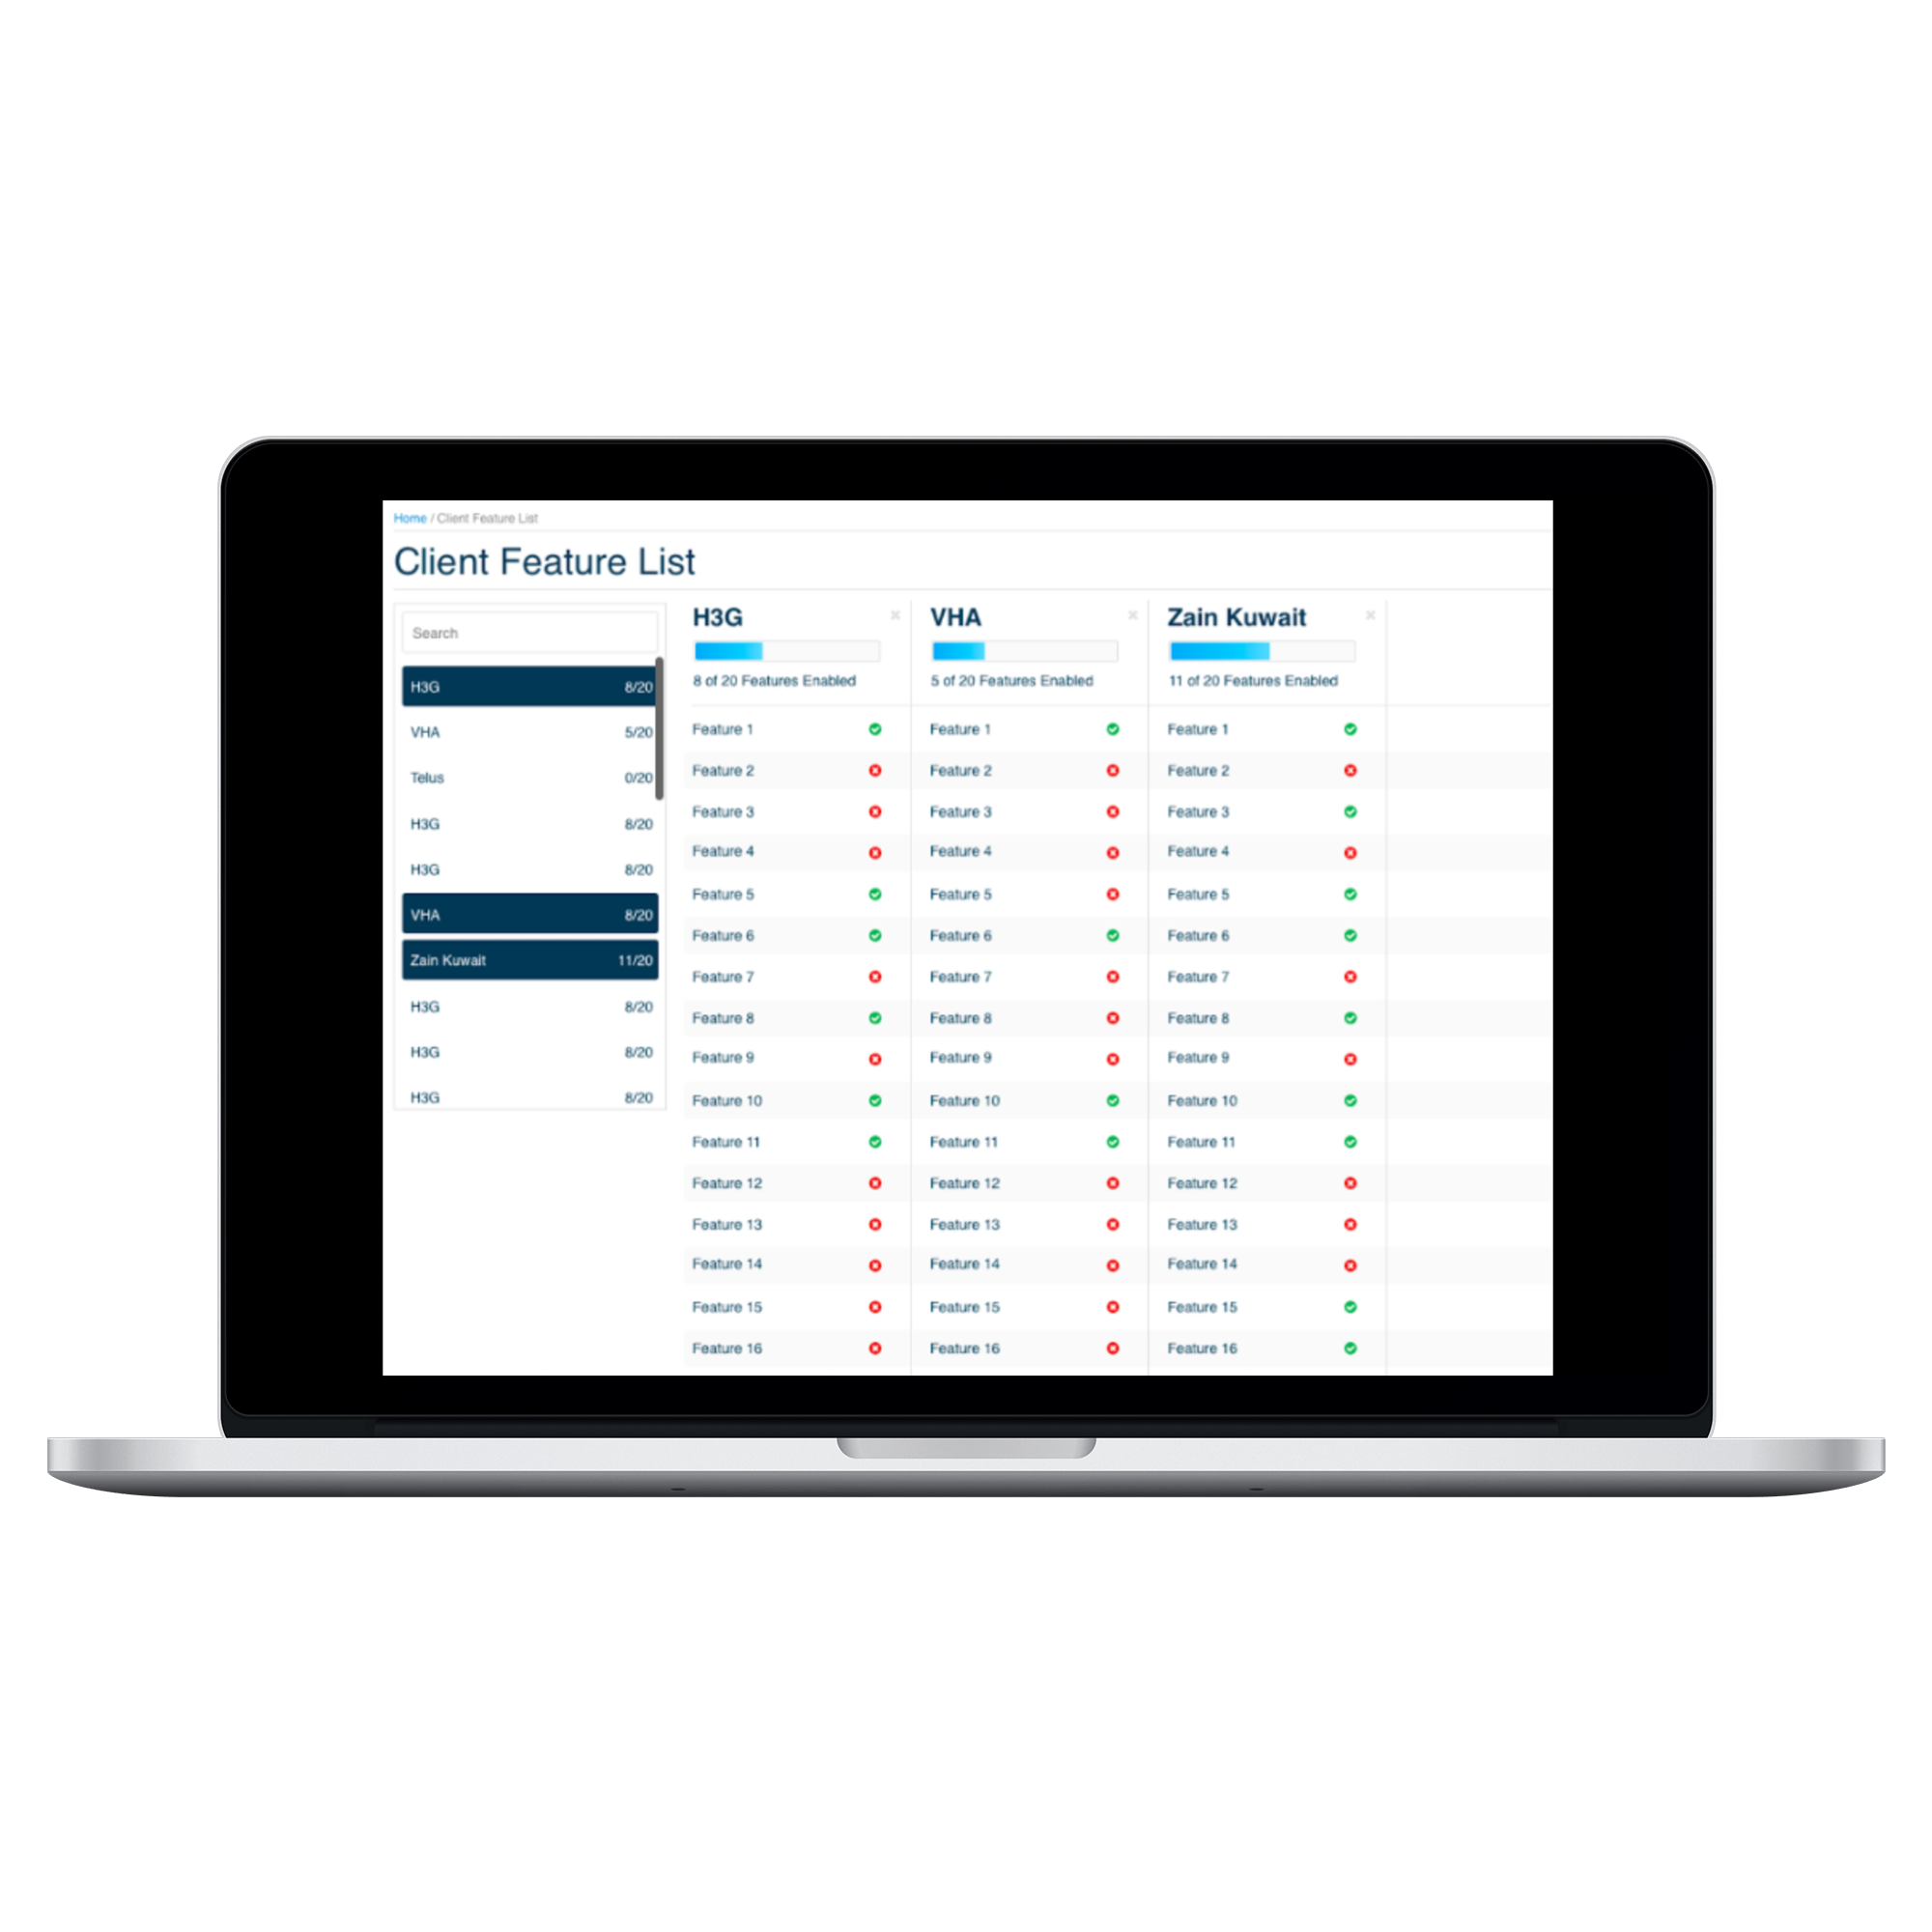 Home / Client Feature List
Client Feature List
Search
H3G 8/20
VHA 5/20
Telus 0/20
H3G 8/20
H3G 8/20
VHA 8/20
Zain Kuwait 11/20
H3G 8/20
H3G 8/20
H3G 8/20
H3G
8 of 20 Features Enabled
Feature 1
Feature 2
Feature 3
Feature 4
Feature 5
Feature 6
Feature 7
Feature 8
Feature 9
Feature 10
Feature 11
Feature 12
Feature 13
Feature 14
Feature 15
Feature 16
VHA
5 of 20 Features Enabled
Feature 1
Feature 2
Feature 3
Feature 4
Feature 5
Feature 6
Feature 7
Feature 8
Feature 9
Feature 10
Feature 11
Feature 12
Feature 13
Feature 14
Feature 15
Feature 16
Zain Kuwait
11 of 20 Features Enabled
Feature 1
Feature 2
Feature 3
Feature 4
Feature 5
Feature 6
Feature 7
Feature 8
Feature 9
Feature 10
Feature 11
Feature 12
Feature 13
Feature 14
Feature 15
Feature 16